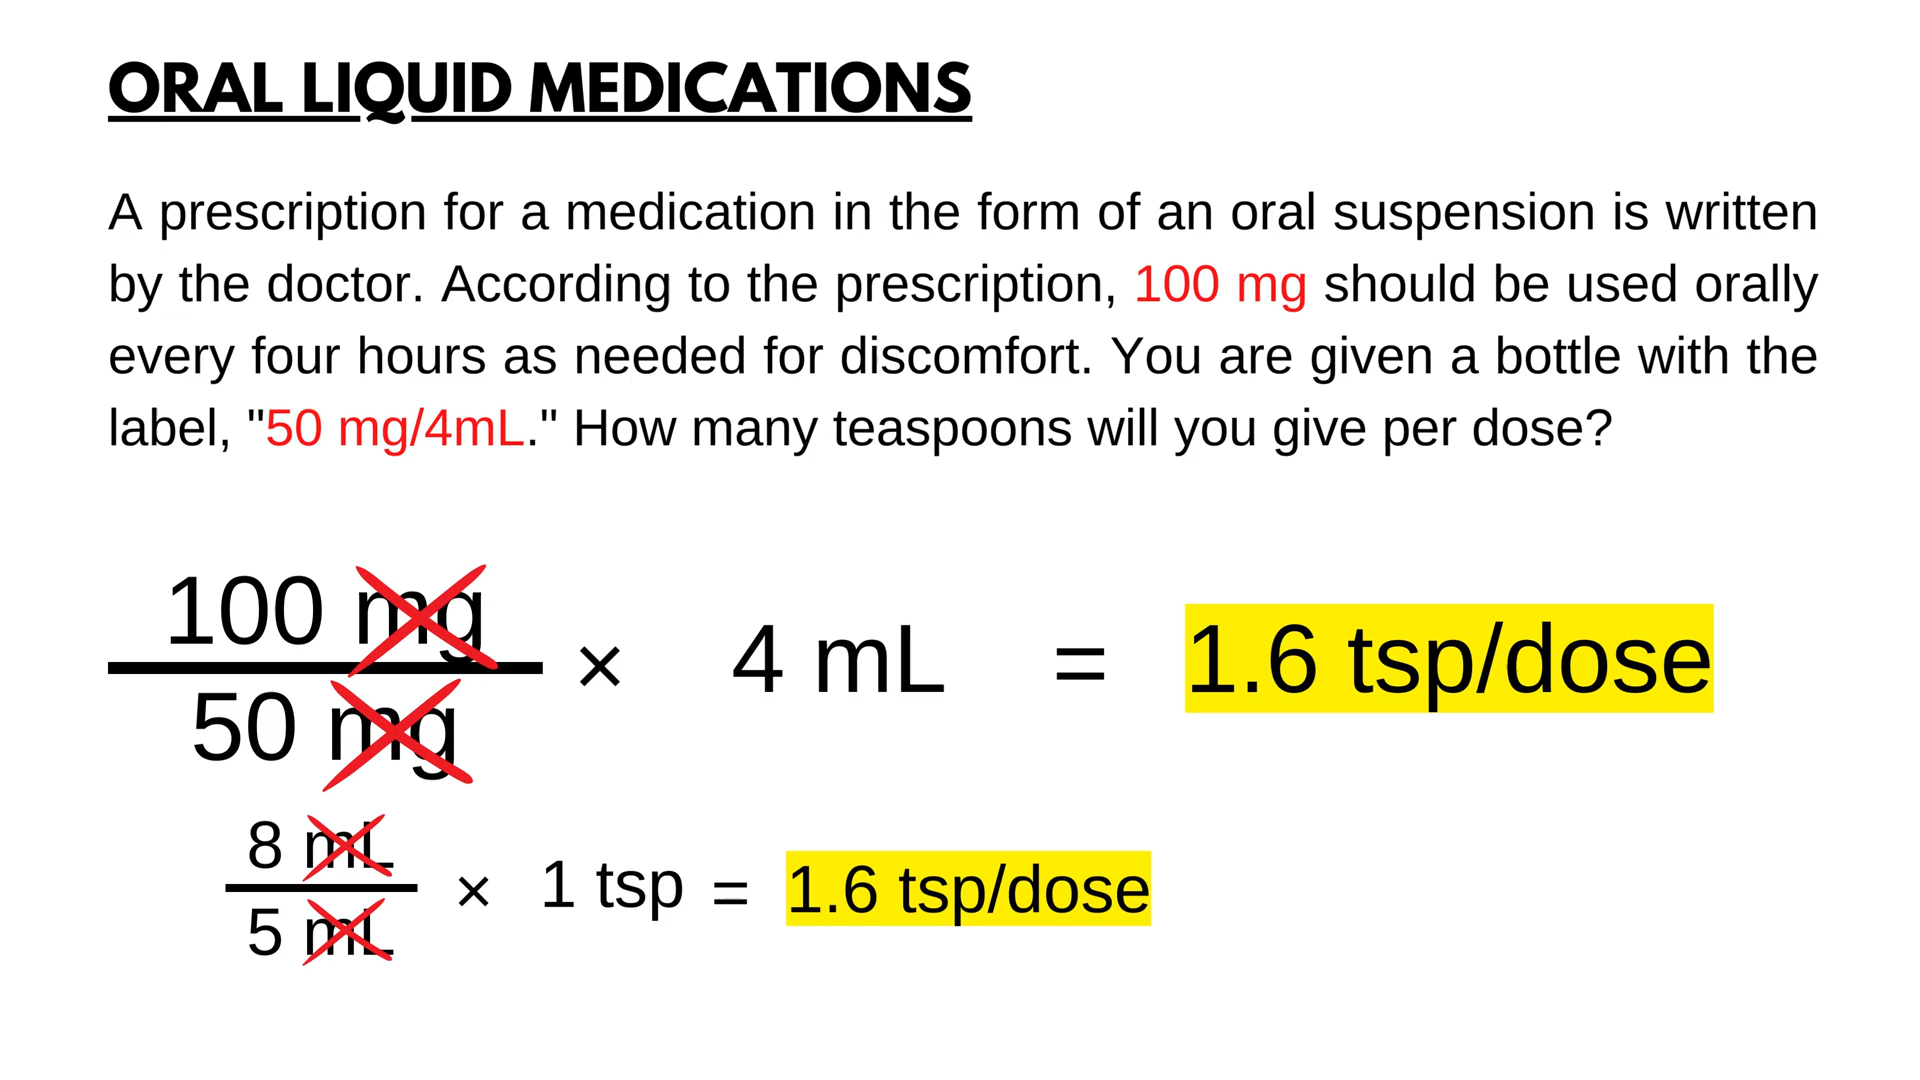 ORAL LIQUID MEDICATIONS
A prescription for a medication in the form of an oral suspension is written
by the doctor. According to the prescription, 100 mg should be used orally
every four hours as needed for discomfort. You are given a bottle with the
label, "50 mg/4mL." How many teaspoons will you give per dose?
100 mg
50 mg
× 4 mL = 1.6 tsp/dose
8 mL
5 mL
× 1 tsp = 1.6 tsp/dose